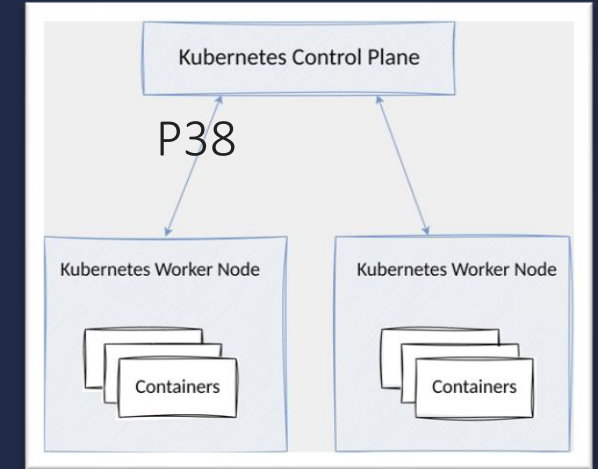 Kubernetes Control Plane
P38
Kubernetes Worker Node
Containers
Kubernetes Worker Node
Containers